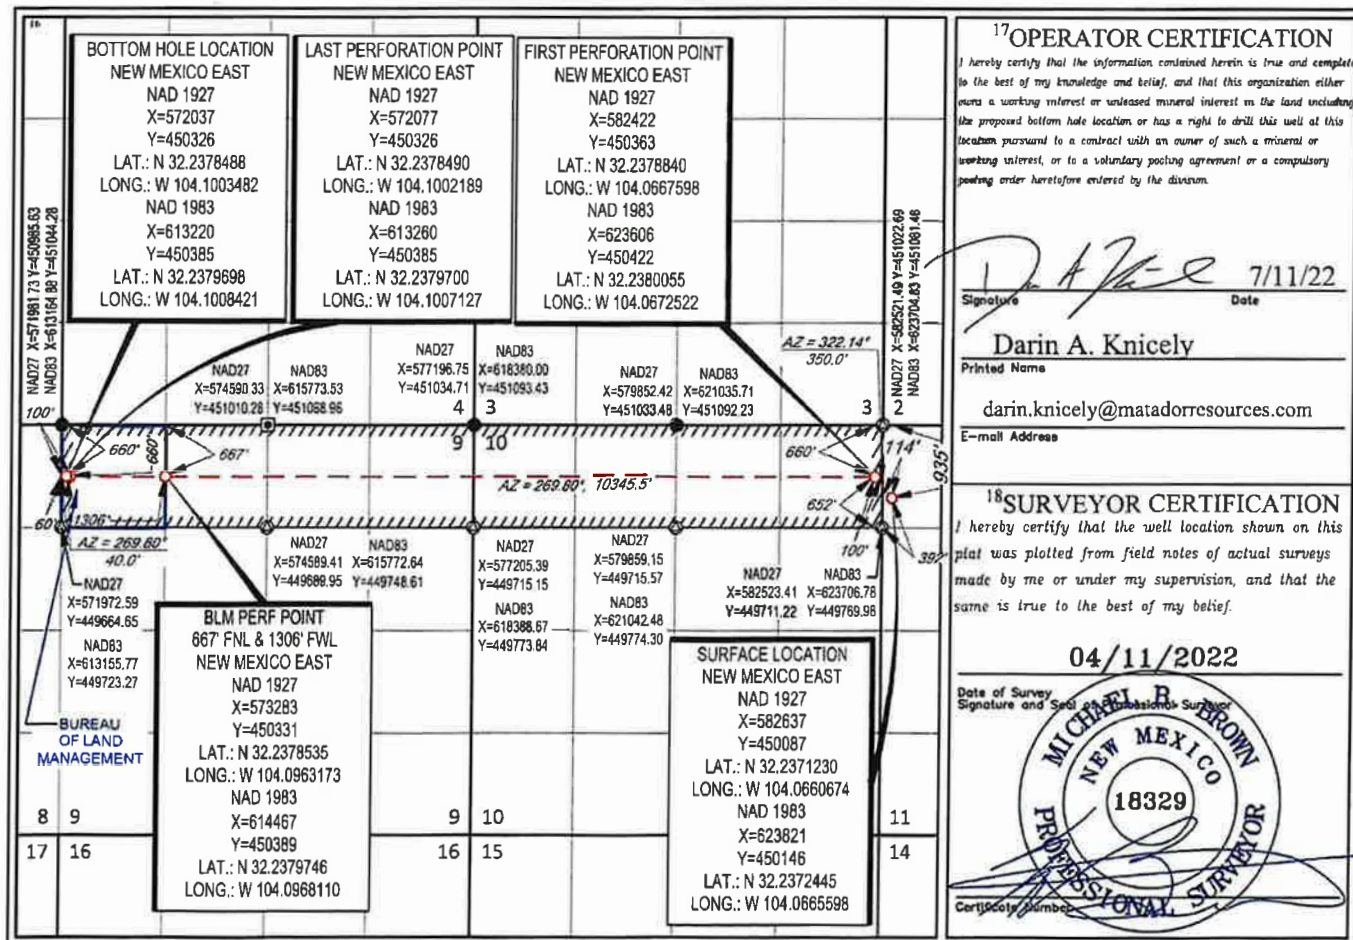 16
BOTTOM HOLE LOCATION
NEW MEXICO EAST
NAD 1927
X=572037
Y=450326
LAT.: N 32.2378488
LONG.: W 104.1003482
NAD 1983
X=613220
Y=450385
LAT.: N 32.2379698
LONG.: W 104.1008421
LAST PERFORATION POINT
NEW MEXICO EAST
NAD 1927
X=572077
Y=450326
LAT.: N 32.2378490
LONG.: W 104.1002189
NAD 1983
X=613260
Y=450385
LAT.: N 32.2379700
LONG.: W 104.1007127
FIRST PERFORATION POINT
NEW MEXICO EAST
NAD 1927
X=582422
Y=450363
LAT.: N 32.2378840
LONG.: W 104.0667598
NAD 1983
X=623606
Y=450422
LAT.: N 32.2380055
LONG.: W 104.0672522
NAD27 X=571981.73 Y=450985.63
NAD83 X=613164.88 Y=451044.28
NAD27 X=582521.49 Y=451022.69
NAD83 X=623704.83 Y=451081.46
AZ = 322.14°
350.0'
NAD27
X=574590.33
Y=451010.28
NAD83
X=615773.53
Y=451068.96
NAD27
X=577196.75
Y=451034.71
NAD83
X=618380.00
Y=451093.43
NAD27
X=579852.42
Y=451033.48
NAD83
X=621035.71
Y=451092.23
4 3
3 2
9 10
100'
660'
660'
667'
660'
114'
935'
AZ = 269.80°, 10345.5'
652'
60'
1306'
AZ = 269.80°
40.0'
100'
392'
NAD27
X=571972.59
Y=449664.65
NAD83
X=613155.77
Y=449723.27
NAD27
X=574589.41
Y=449689.95
NAD83
X=615772.64
Y=449748.61
NAD27
X=577205.39
Y=449715.15
NAD83
X=618388.67
Y=449773.84
NAD27
X=579859.15
Y=449715.57
NAD83
X=621042.48
Y=449774.30
NAD27
X=582523.41
Y=449711.22
NAD83
X=623706.78
Y=449769.98
BUREAU
OF LAND
MANAGEMENT
BLM PERF POINT
667' FNL & 1306' FWL
NEW MEXICO EAST
NAD 1927
X=573283
Y=450331
LAT.: N 32.2378535
LONG.: W 104.0963173
NAD 1983
X=614467
Y=450389
LAT.: N 32.2379746
LONG.: W 104.0968110
SURFACE LOCATION
NEW MEXICO EAST
NAD 1927
X=582637
Y=450087
LAT.: N 32.2371230
LONG.: W 104.0660674
NAD 1983
X=623821
Y=450146
LAT.: N 32.2372445
LONG.: W 104.0665598
8 9
9 10
11
17 16
16 15
14
17OPERATOR CERTIFICATION
I hereby certify that the information contained herein is true and complete
to the best of my knowledge and belief, and that this organization either
owns a working interest or unleased mineral interest in the land including
the proposed bottom hole location or has a right to drill this well at this
location pursuant to a contract with an owner of such a mineral or
working interest, or to a voluntary pooling agreement or a compulsory
pooling order heretofore entered by the division.
7/11/22
Signature Date
Darin A. Knicely
Printed Name
darin.knicely@matadorresources.com
E-mail Address
18SURVEYOR CERTIFICATION
I hereby certify that the well location shown on this
plat was plotted from field notes of actual surveys
made by me or under my supervision, and that the
same is true to the best of my belief.
04/11/2022
Date of Survey
Signature and Seal of Professional Surveyor
MICHAEL R. BROWN
NEW MEXICO
18329
PROFESSIONAL SURVEYOR
Certificate Number